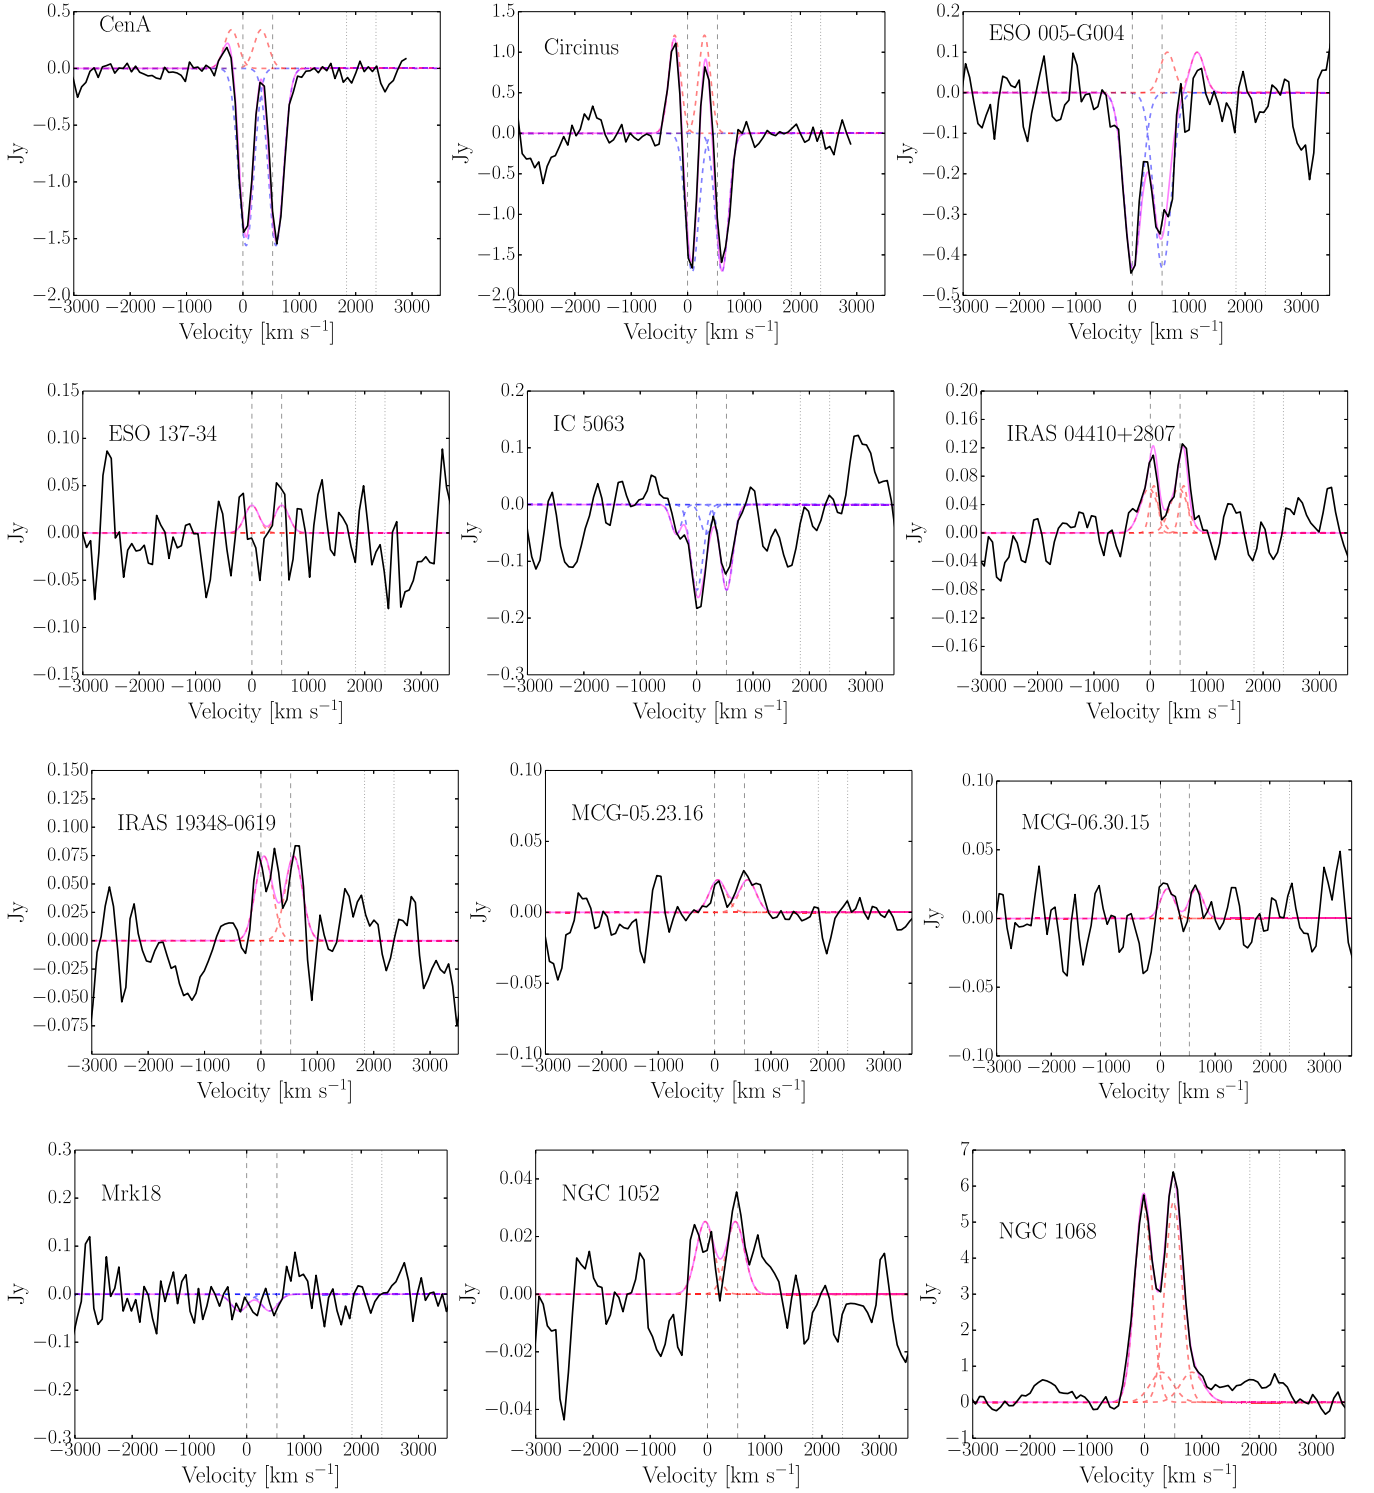 CenA
Jy
0.5
0.0
−0.5
−1.0
−1.5
−2.0
−3000 −2000 −1000 0 1000 2000 3000
Velocity [km s−1]
Circinus
Jy
1.5
1.0
0.5
0.0
−0.5
−1.0
−1.5
−2.0
−3000 −2000 −1000 0 1000 2000 3000
Velocity [km s−1]
ESO 005-G004
Jy
0.2
0.1
0.0
−0.1
−0.2
−0.3
−0.4
−0.5
−3000 −2000 −1000 0 1000 2000 3000
Velocity [km s−1]
ESO 137-34
Jy
0.15
0.10
0.05
0.00
−0.05
−0.10
−0.15
−3000 −2000 −1000 0 1000 2000 3000
Velocity [km s−1]
IC 5063
Jy
0.2
0.1
0.0
−0.1
−0.2
−0.3
−3000 −2000 −1000 0 1000 2000 3000
Velocity [km s−1]
IRAS 04410+2807
Jy
0.20
0.16
0.12
0.08
0.04
0.00
−0.04
−0.08
−0.12
−0.16
−3000 −2000 −1000 0 1000 2000 3000
Velocity [km s−1]
IRAS 19348-0619
Jy
0.150
0.125
0.100
0.075
0.050
0.025
0.000
−0.025
−0.050
−0.075
−3000 −2000 −1000 0 1000 2000 3000
Velocity [km s−1]
MCG-05.23.16
Jy
0.10
0.05
0.00
−0.05
−0.10
−3000 −2000 −1000 0 1000 2000 3000
Velocity [km s−1]
MCG-06.30.15
Jy
0.10
0.05
0.00
−0.05
−0.10
−3000 −2000 −1000 0 1000 2000 3000
Velocity [km s−1]
Mrk18
Jy
0.3
0.2
0.1
0.0
−0.1
−0.2
−0.3
−3000 −2000 −1000 0 1000 2000 3000
Velocity [km s−1]
NGC 1052
Jy
0.04
0.02
0.00
−0.02
−0.04
−3000 −2000 −1000 0 1000 2000 3000
Velocity [km s−1]
NGC 1068
Jy
7
6
5
4
3
2
1
0
−1
−3000 −2000 −1000 0 1000 2000 3000
Velocity [km s−1]